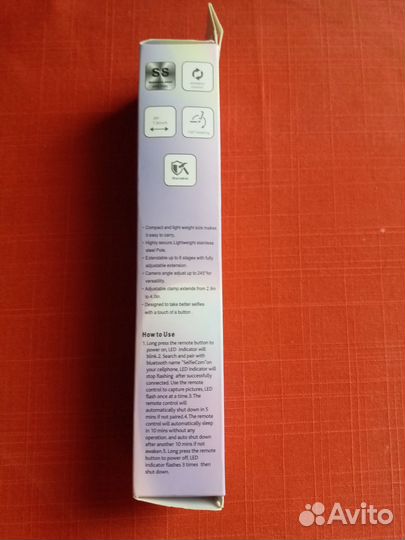 SS
- Compact and light weight size makes
it easy to carry.
- Highly secure, Lightweight stainless
steel Pole.
- Extendable up to 6 stages with fully
adjustable extension
- Camera angle adjust up to 245° for
versatility.
- Adjustable clamp extends from 2.
to 4.
- Designed to take better selfies
with a touch of a button .
How to Use
1. Long press the remote button to
power on, LED indicator will
blink.2. Search and pair with
bluetooth name "SelfieCom"on
your cellphone, LED indicator will
stop flashing after successfully
connected. Use the remote
control to capture pictures, LED
flash once at a time.3. The
remote control will
automatically shut down in 5
mins if not paired.4. The remote
control will automatically sleep
in 10 mins without any
operation, and auto shut down
after another 10 mins if not
awaken.5. Long press the remote
button to power off, LED
indicator flashes 3 times then
shut down.
Avito